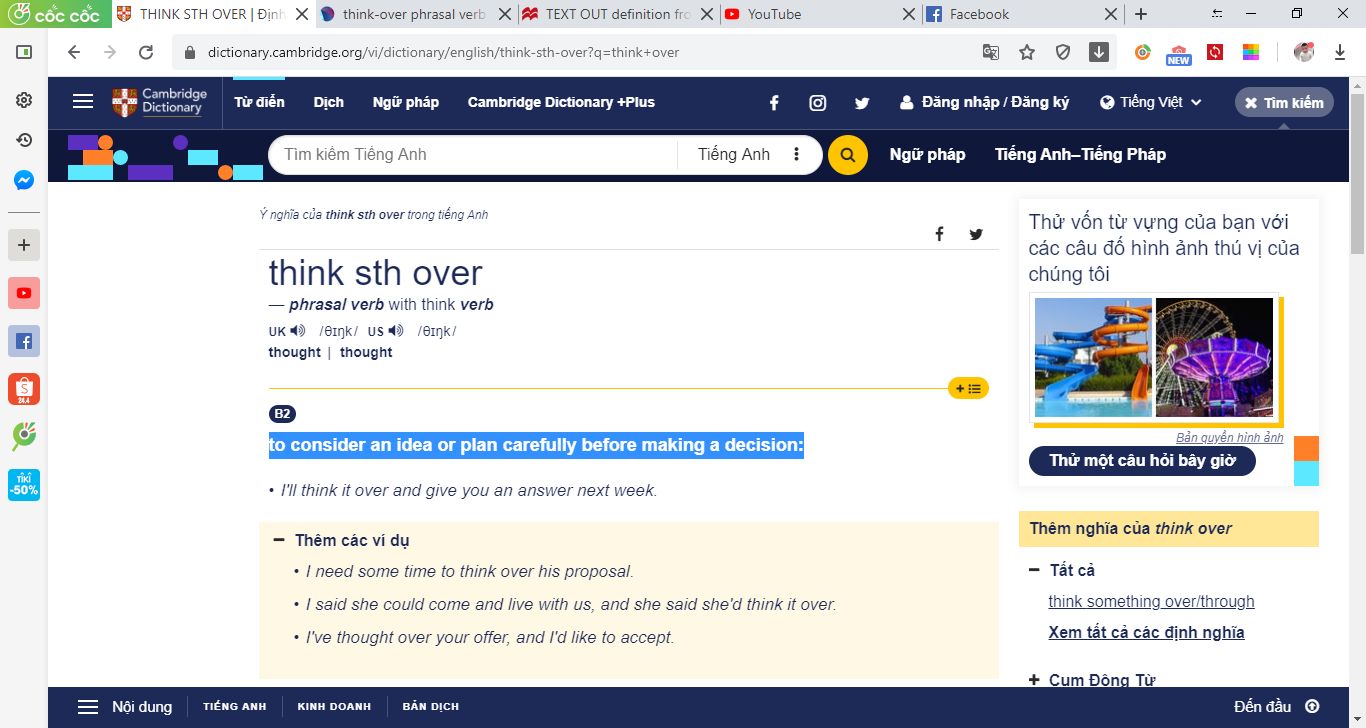 cốc cốc
THINK STH OVER | Định
think-over phrasal verb
TEXT OUT definition fro
YouTube
Facebook
dictionary.cambridge.org/vi/dictionary/english/think-sth-over?q=think+over
NEW
Cambridge
Dictionary
Từ điển
Dịch
Ngữ pháp
Cambridge Dictionary +Plus
Đăng nhập / Đăng ký
Tiếng Việt
Tìm kiếm
Tìm kiếm Tiếng Anh
Tiếng Anh
Ngữ pháp
Tiếng Anh–Tiếng Pháp
Ý nghĩa của think sth over trong tiếng Anh
think sth over
— phrasal verb with think verb
UK /θɪŋk/ US /θɪŋk/
thought | thought
B2
to consider an idea or plan carefully before making a decision:
• I'll think it over and give you an answer next week.
Thêm các ví dụ
• I need some time to think over his proposal.
• I said she could come and live with us, and she said she'd think it over.
• I've thought over your offer, and I'd like to accept.
Thử vốn từ vựng của bạn với
các câu đố hình ảnh thú vị của
chúng tôi
Bản quyền hình ảnh
Thử một câu hỏi bây giờ
Thêm nghĩa của think over
Tất cả
think something over/through
Xem tất cả các định nghĩa
Cụm Động Từ
24.4
TIKI
-50%
Nội dung
TIẾNG ANH
KINH DOANH
BẢN DỊCH
Đến đầu